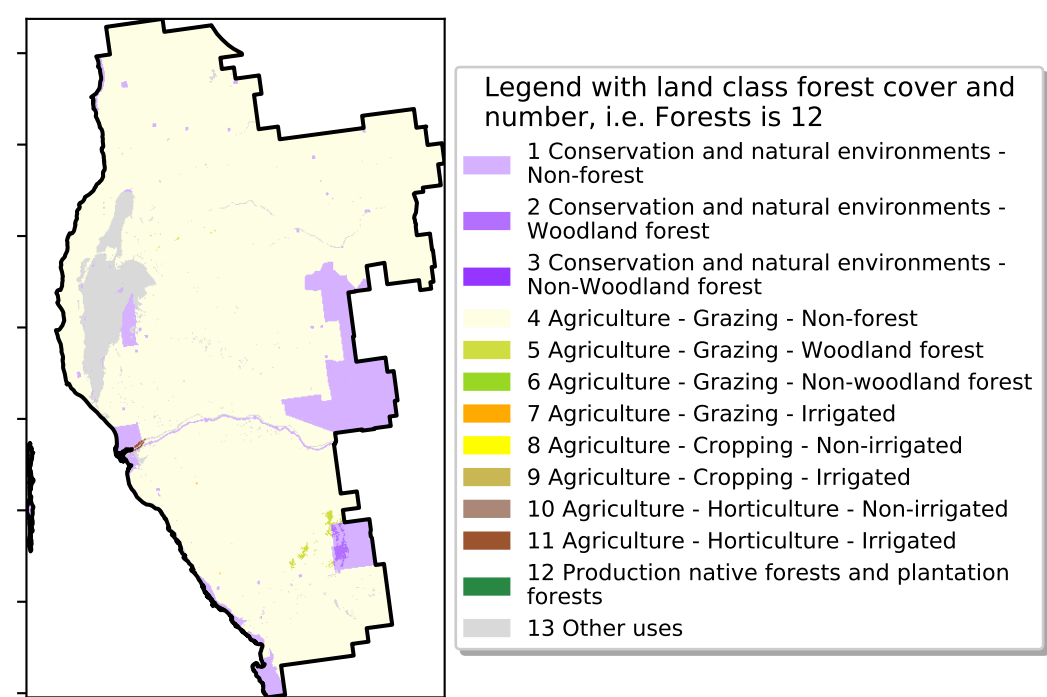 Legend with land class forest cover and
number, i.e. Forests is 12
1 Conservation and natural environments -
Non-forest
2 Conservation and natural environments -
Woodland forest
3 Conservation and natural environments -
Non-Woodland forest
4 Agriculture - Grazing - Non-forest
5 Agriculture - Grazing - Woodland forest
6 Agriculture - Grazing - Non-woodland forest
7 Agriculture - Grazing - Irrigated
8 Agriculture - Cropping - Non-irrigated
9 Agriculture - Cropping - Irrigated
10 Agriculture - Horticulture - Non-irrigated
11 Agriculture - Horticulture - Irrigated
12 Production native forests and plantation
forests
13 Other uses